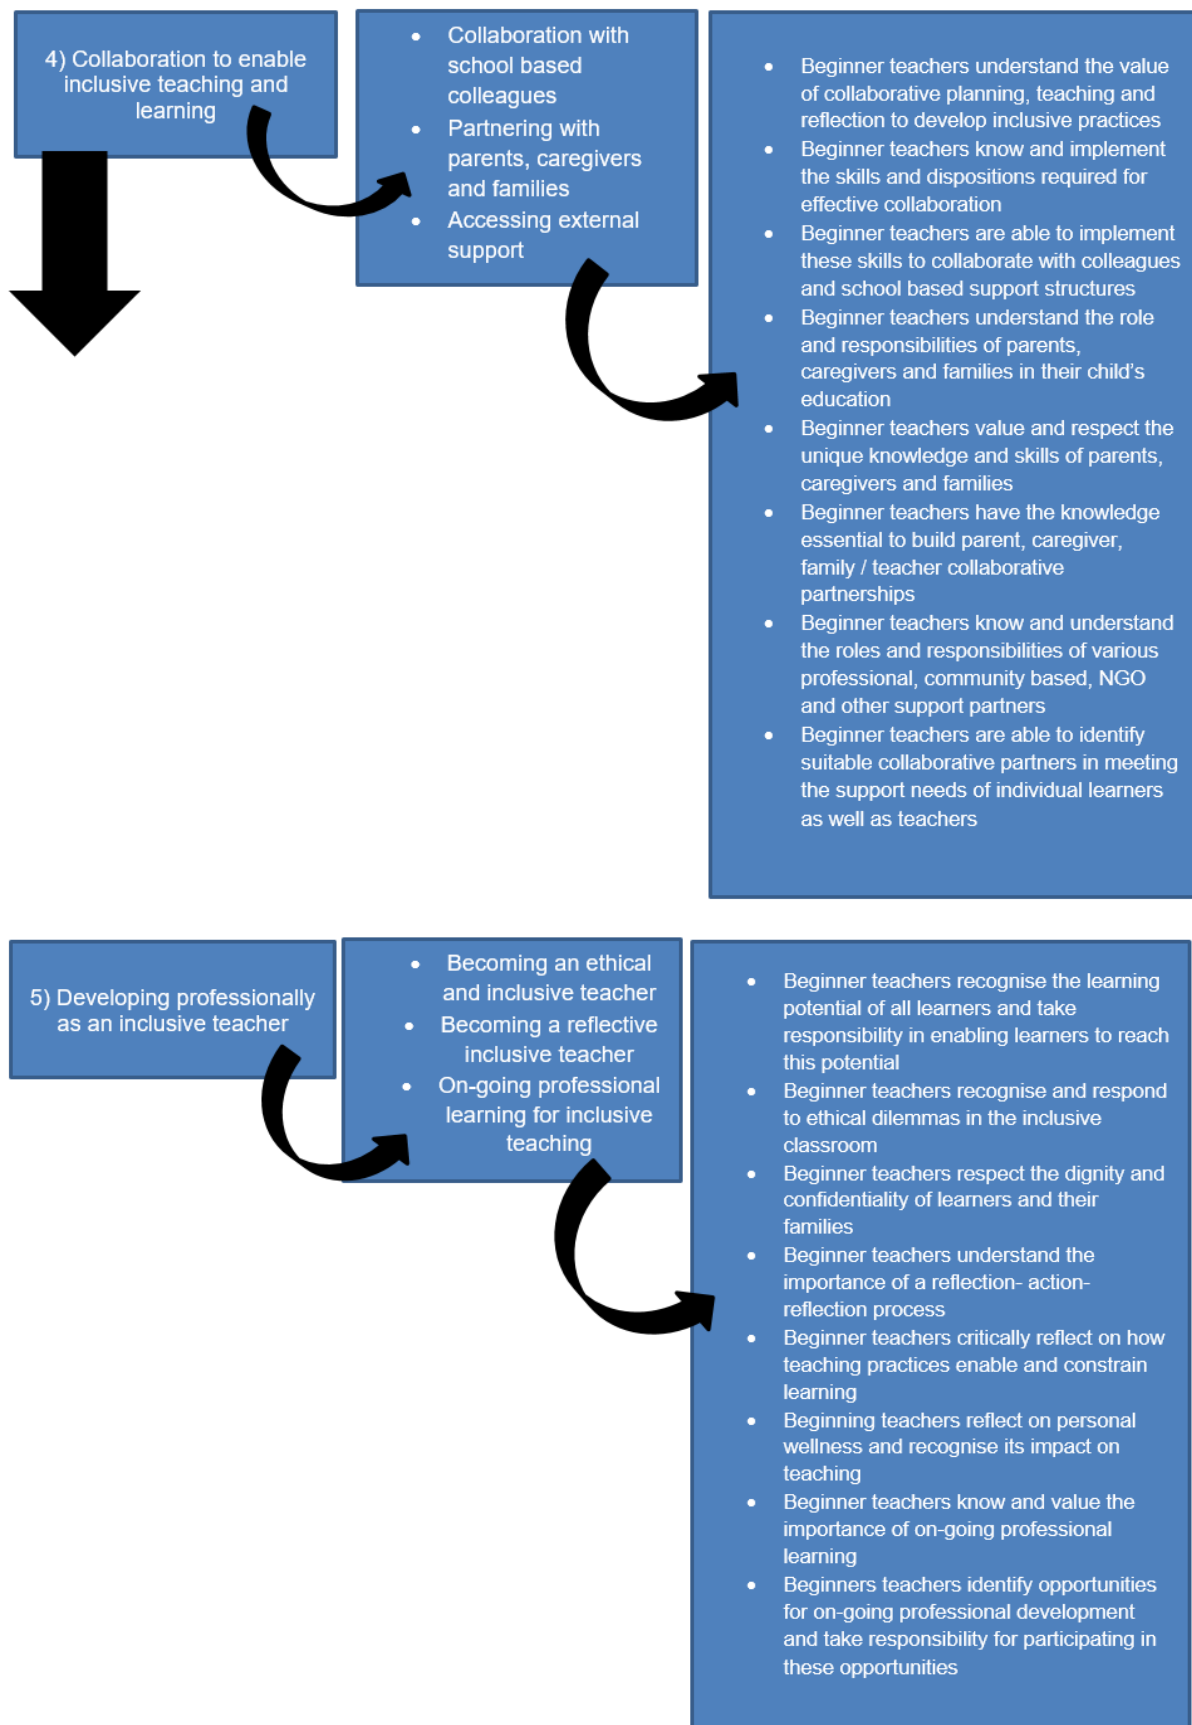 4) Collaboration to enable
inclusive teaching and
learning
• Collaboration with
school based
colleagues
• Partnering with
parents, caregivers
and families
• Accessing external
support
• Beginner teachers understand the value
of collaborative planning, teaching and
reflection to develop inclusive practices
• Beginner teachers know and implement
the skills and dispositions required for
effective collaboration
• Beginner teachers are able to implement
these skills to collaborate with colleagues
and school based support structures
• Beginner teachers understand the role
and responsibilities of parents,
caregivers and families in their child's
education
• Beginner teachers value and respect the
unique knowledge and skills of parents,
caregivers and families
• Beginner teachers have the knowledge
essential to build parent, caregiver,
family / teacher collaborative
partnerships
• Beginner teachers know and understand
the roles and responsibilities of various
professional, community based, NGO
and other support partners
• Beginner teachers are able to identify
suitable collaborative partners in meeting
the support needs of individual learners
as well as teachers
5) Developing professionally
as an inclusive teacher
• Becoming an ethical
and inclusive teacher
• Becoming a reflective
inclusive teacher
• On-going professional
learning for inclusive
teaching
• Beginner teachers recognise the learning
potential of all learners and take
responsibility in enabling learners to reach
this potential
• Beginner teachers recognise and respond
to ethical dilemmas in the inclusive
classroom
• Beginner teachers respect the dignity and
confidentiality of learners and their
families
• Beginner teachers understand the
importance of a reflection- action-
reflection process
• Beginner teachers critically reflect on how
teaching practices enable and constrain
learning
• Beginning teachers reflect on personal
wellness and recognise its impact on
teaching
• Beginner teachers know and value the
importance of on-going professional
learning
• Beginners teachers identify opportunities
for on-going professional development
and take responsibility for participating in
these opportunities